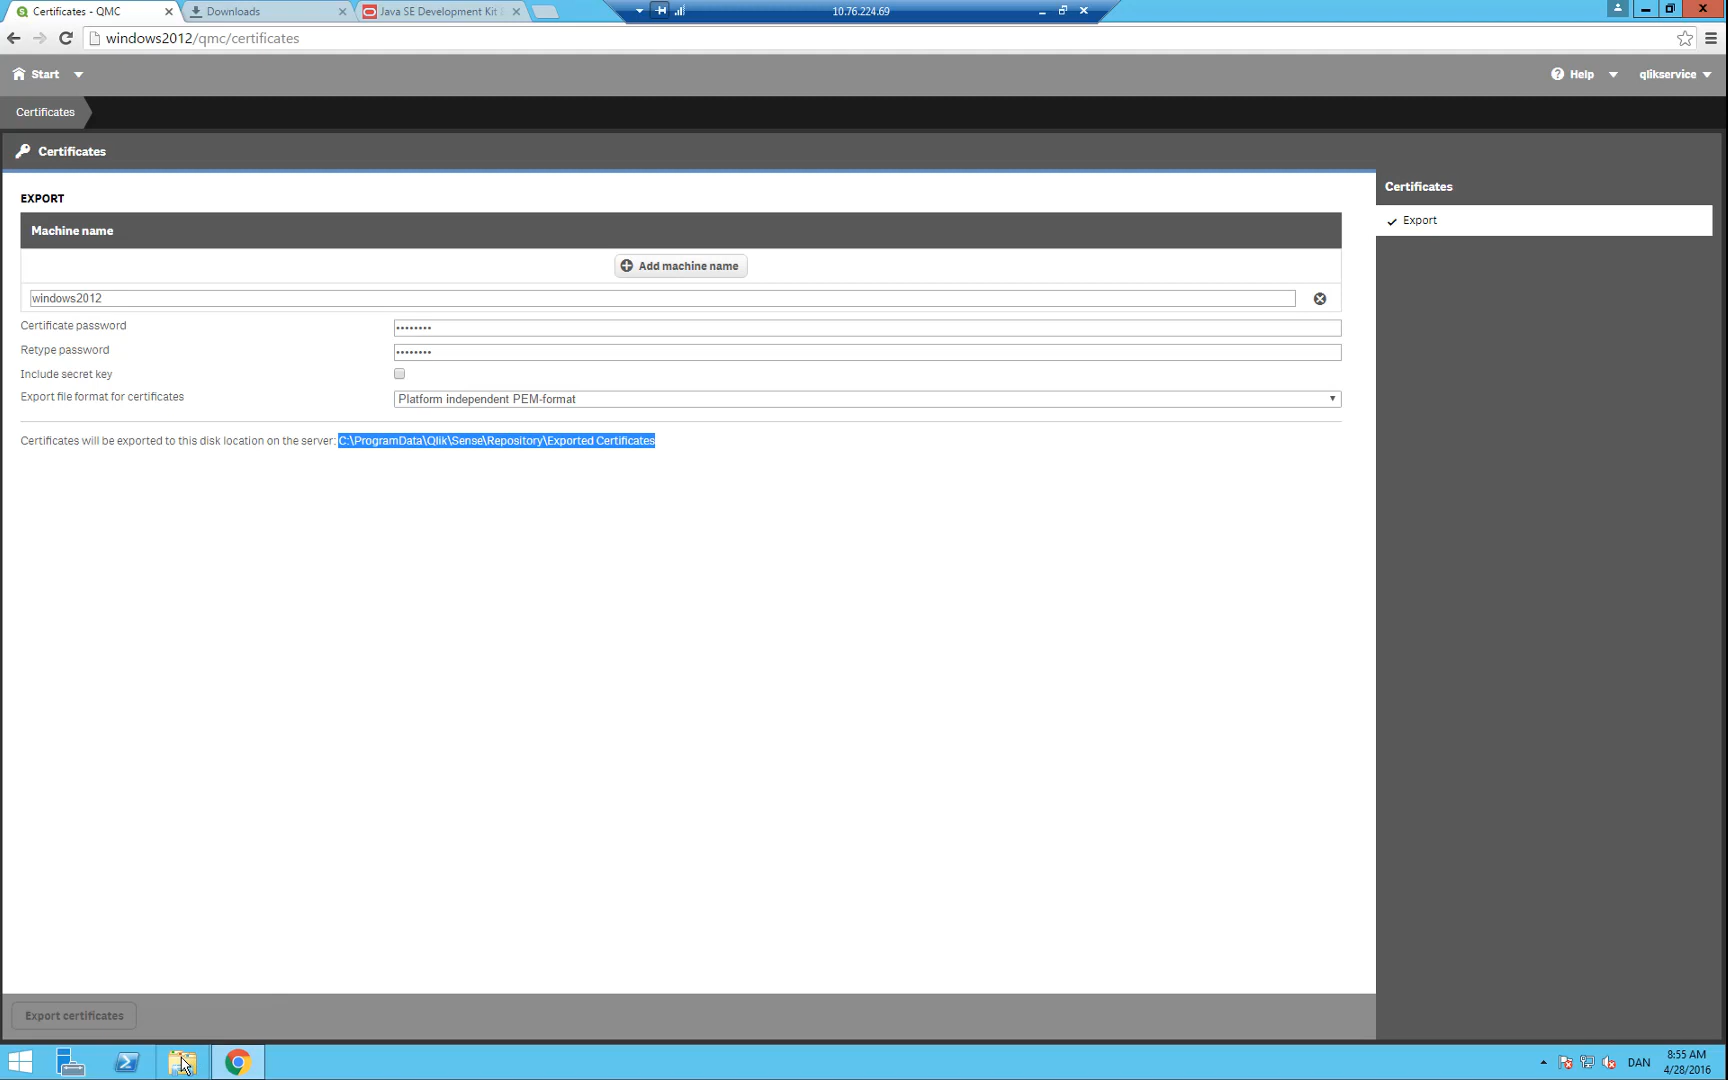 Certificates - QMC
Downloads
Java SE Development Kit
10.76.224.69
windows2012/qmc/certificates
Start
Help
qlikservice
Certificates
Certificates
EXPORT
Machine name
Add machine name
windows2012
Certificate password
••••••••
Retype password
••••••••
Include secret key
Export file format for certificates
Platform independent PEM-format
Certificates will be exported to this disk location on the server: C:\ProgramData\Qlik\Sense\Repository\Exported Certificates
Certificates
Export
Export certificates
DAN
8:55 AM
4/28/2016